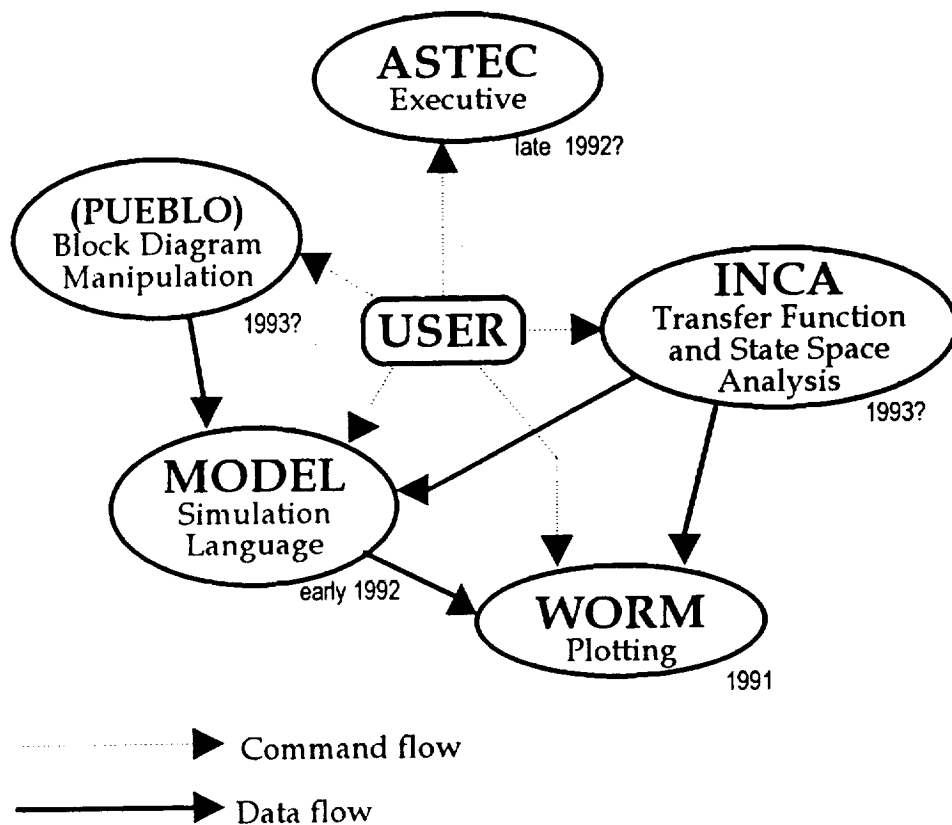 ASTEC
Executive
late 1992?
(PUEBLO)
Block Diagram
Manipulation
1993?
USER
INCA
Transfer Function
and State Space
Analysis
1993?
MODEL
Simulation
Language
early 1992
WORM
Plotting
1991
Command flow
Data flow